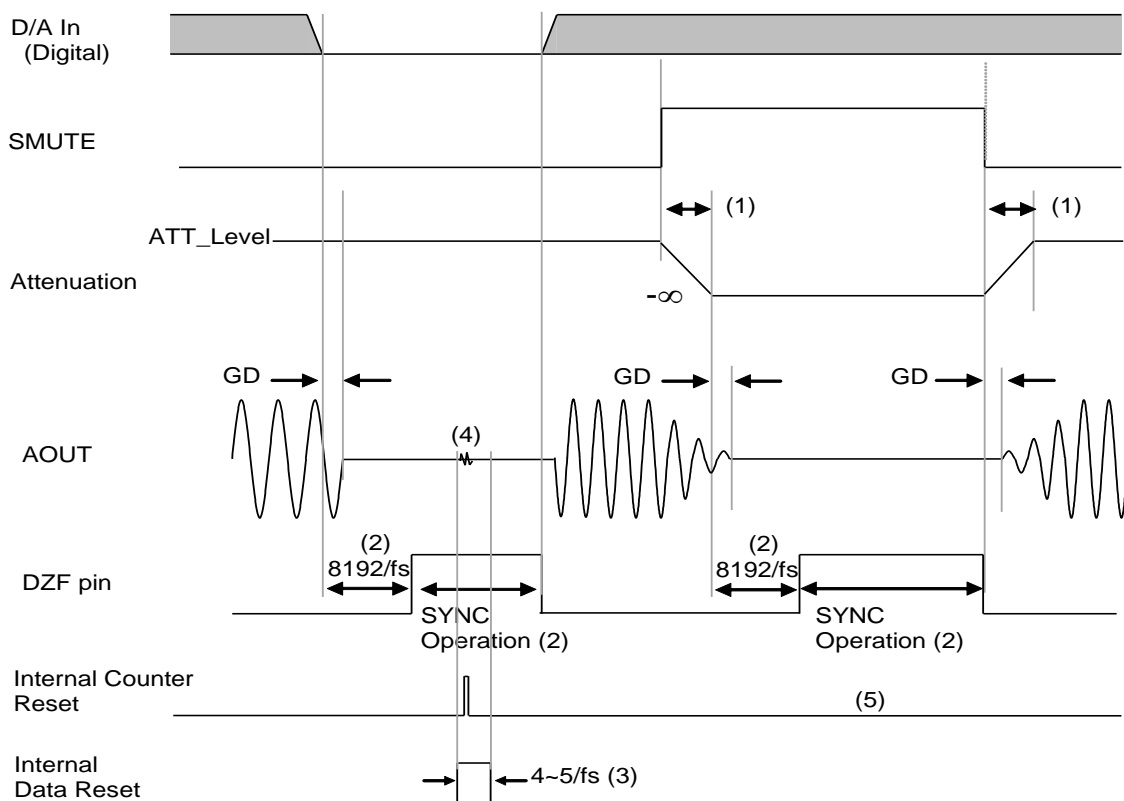 D/A In
(Digital)
SMUTE
(1)
(1)
ATT_Level
Attenuation
-∞
GD
GD
GD
(4)
AOUT
(2)
(2)
8192/fs
8192/fs
DZF pin
SYNC
Operation (2)
SYNC
Operation (2)
Internal Counter
Reset
(5)
Internal
Data Reset
4~5/fs (3)